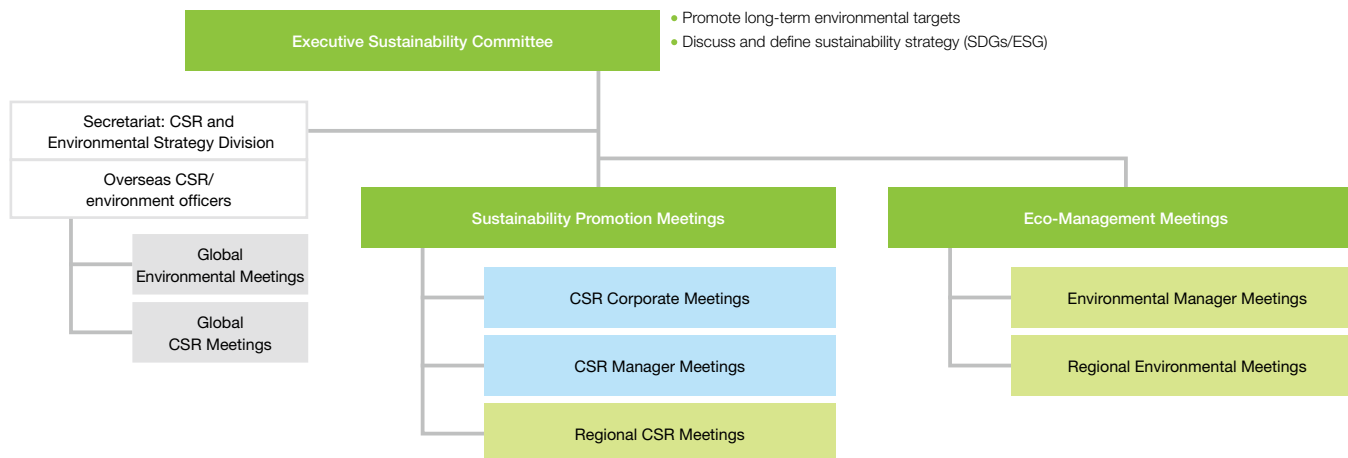 Executive Sustainability Committee
• Promote long-term environmental targets
• Discuss and define sustainability strategy (SDGs/ESG)
Secretariat: CSR and
Environmental Strategy Division
Overseas CSR/
environment officers
Global
Environmental Meetings
Global
CSR Meetings
Sustainability Promotion Meetings
CSR Corporate Meetings
CSR Manager Meetings
Regional CSR Meetings
Eco-Management Meetings
Environmental Manager Meetings
Regional Environmental Meetings